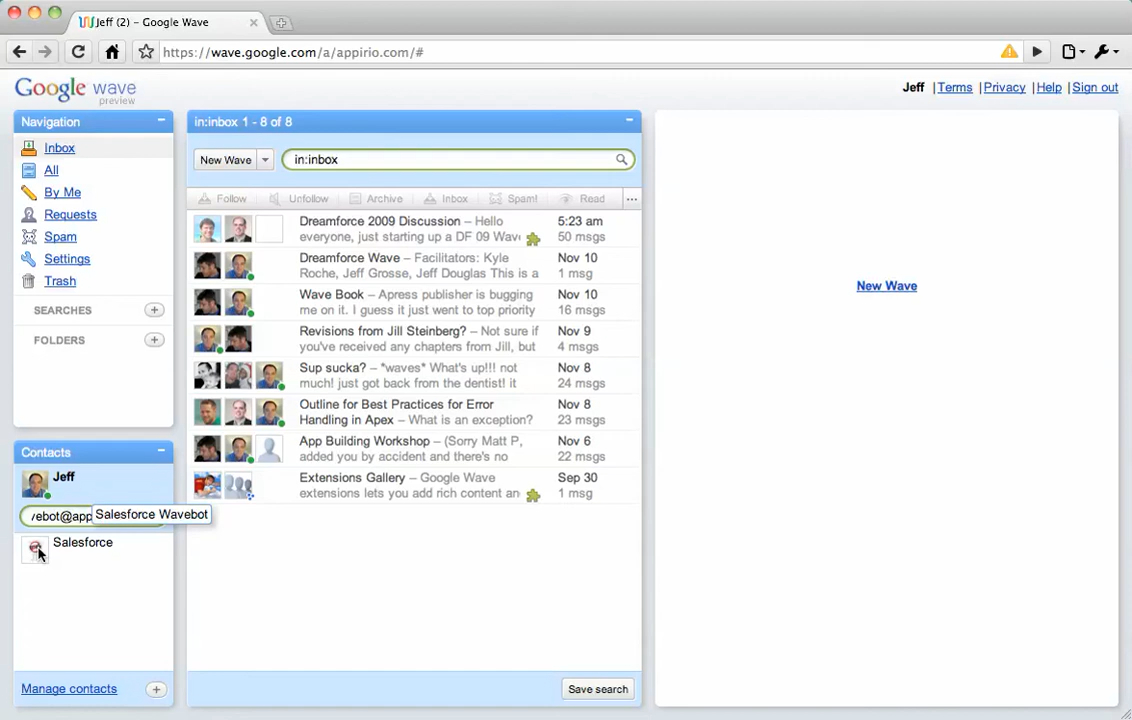 Jeff (2) – Google Wave
https://wave.google.com/a/appirio.com/#
Google wave
preview
Jeff | Terms | Privacy | Help | Sign out
Navigation
Inbox
All
By Me
Requests
Spam
Settings
Trash
SEARCHES
FOLDERS
Contacts
Jeff
Salesforce Wavebot
Salesforce
Manage contacts
in:inbox 1 - 8 of 8
New Wave
in:inbox
Follow Unfollow Archive Inbox Spam! Read ...
Dreamforce 2009 Discussion – Hello 5:23 am
everyone, just starting up a DF 09 Wave 50 msgs
Dreamforce Wave – Facilitators: Kyle Nov 10
Roche, Jeff Grosse, Jeff Douglas This is a 1 msg
Wave Book – Apress publisher is bugging Nov 10
me on it. I guess it just went to top priority 16 msgs
Revisions from Jill Steinberg? – Not sure if Nov 9
you've received any chapters from Jill, but 4 msgs
Sup sucka? – *waves* What's up!!! not Nov 8
much! just got back from the dentist! it 24 msgs
Outline for Best Practices for Error Nov 8
Handling in Apex – What is an exception? 23 msgs
App Building Workshop – (Sorry Matt P, Nov 6
added you by accident and there's no 22 msgs
Extensions Gallery – Google Wave Sep 30
extensions lets you add rich content an 1 msg
Save search
New Wave